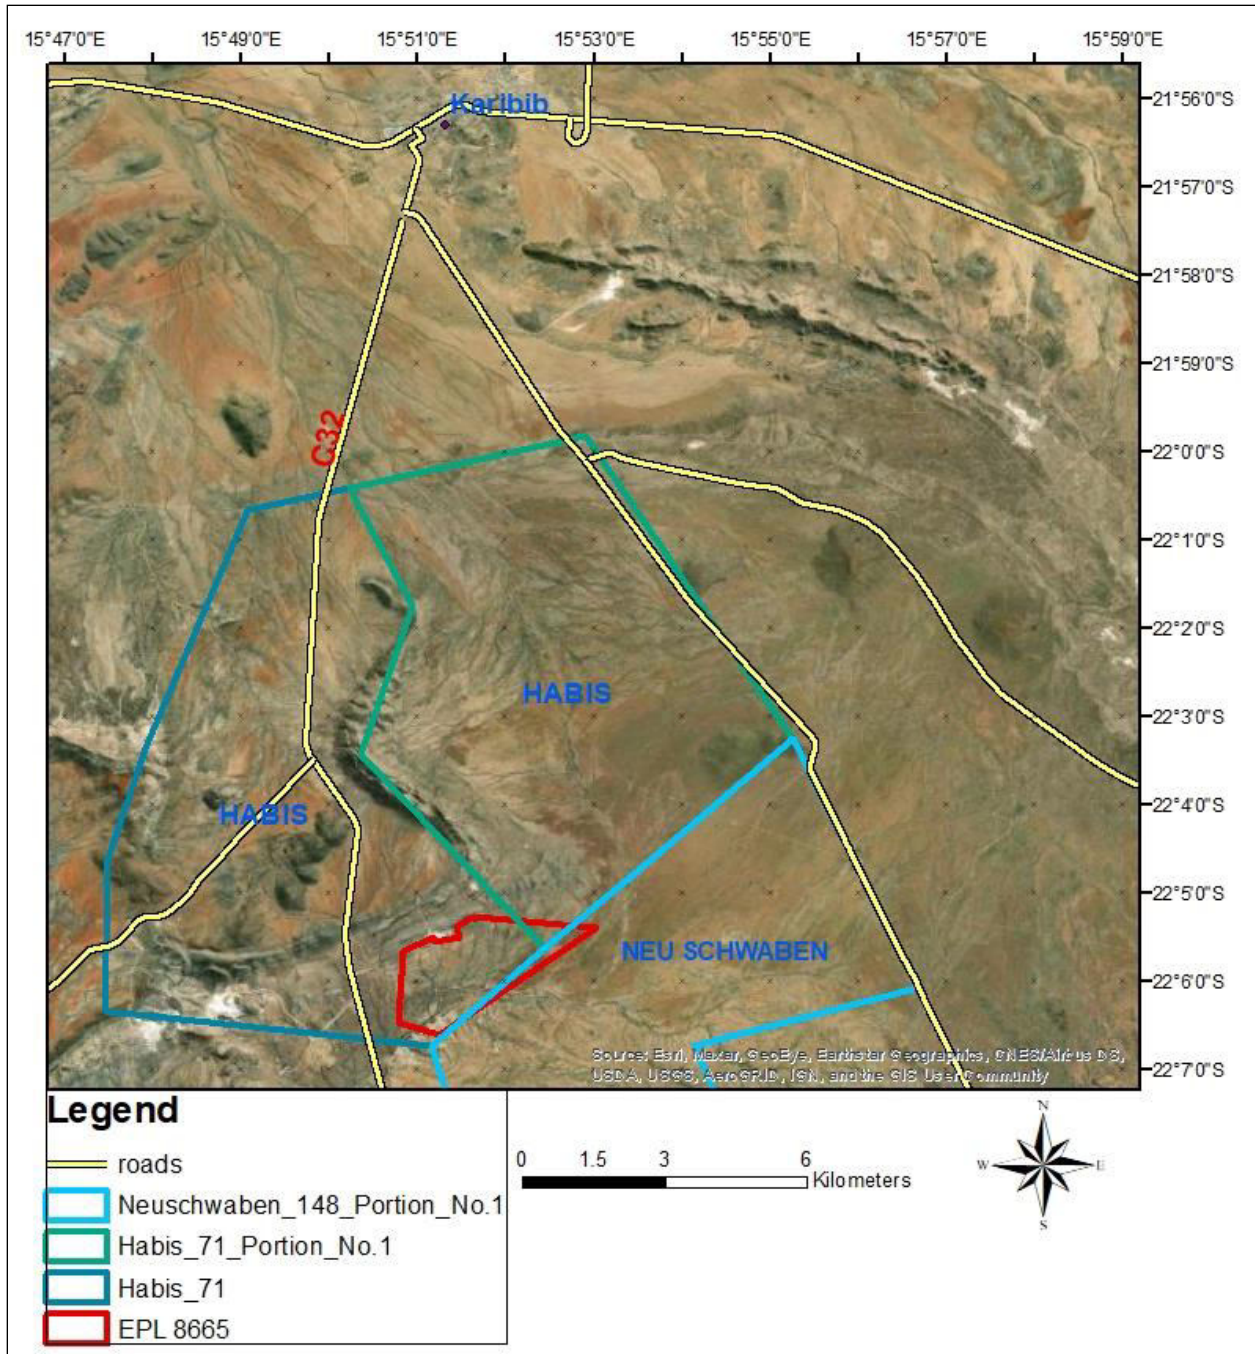 15°47'0"E 15°49'0"E 15°51'0"E 15°53'0"E 15°55'0"E 15°57'0"E 15°59'0"E
Karibib
21°56'0"S
21°57'0"S
21°58'0"S
21°59'0"S
C32
22°0'0"S
22°1'0"S
22°2'0"S
HABIS
22°3'0"S
HABIS
22°4'0"S
22°5'0"S
NEU SCHWABEN
22°6'0"S
Source: Esri, Maxar, GeoEye, Earthstar Geographics, CNES/Airbus DS,
USDA, USGS, AeroGRID, IGN, and the GIS User Community
22°7'0"S
Legend
roads
Neuschwaben_148_Portion_No.1
Habis_71_Portion_No.1
Habis_71
EPL 8665
0 1.5 3 6
Kilometers
N
W E
S